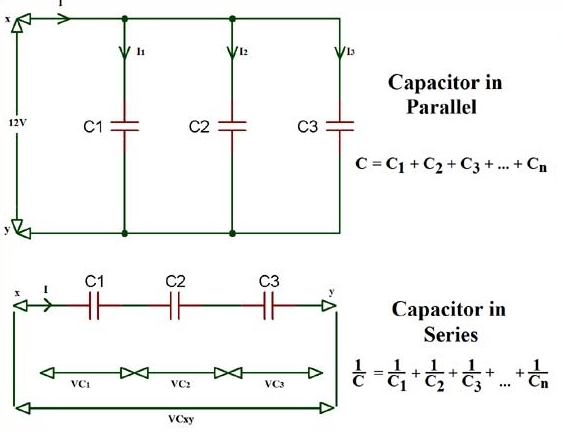 I
x
I1
I2
I3
12V
C1
C2
C3
y
Capacitor in
Parallel
C = C1 + C2 + C3 + ... + Cn
x
I
C1
C2
C3
y
VC1
VC2
VC3
VCxy
Capacitor in
Series
1/C = 1/C1 + 1/C2 + 1/C3 + ... + 1/Cn